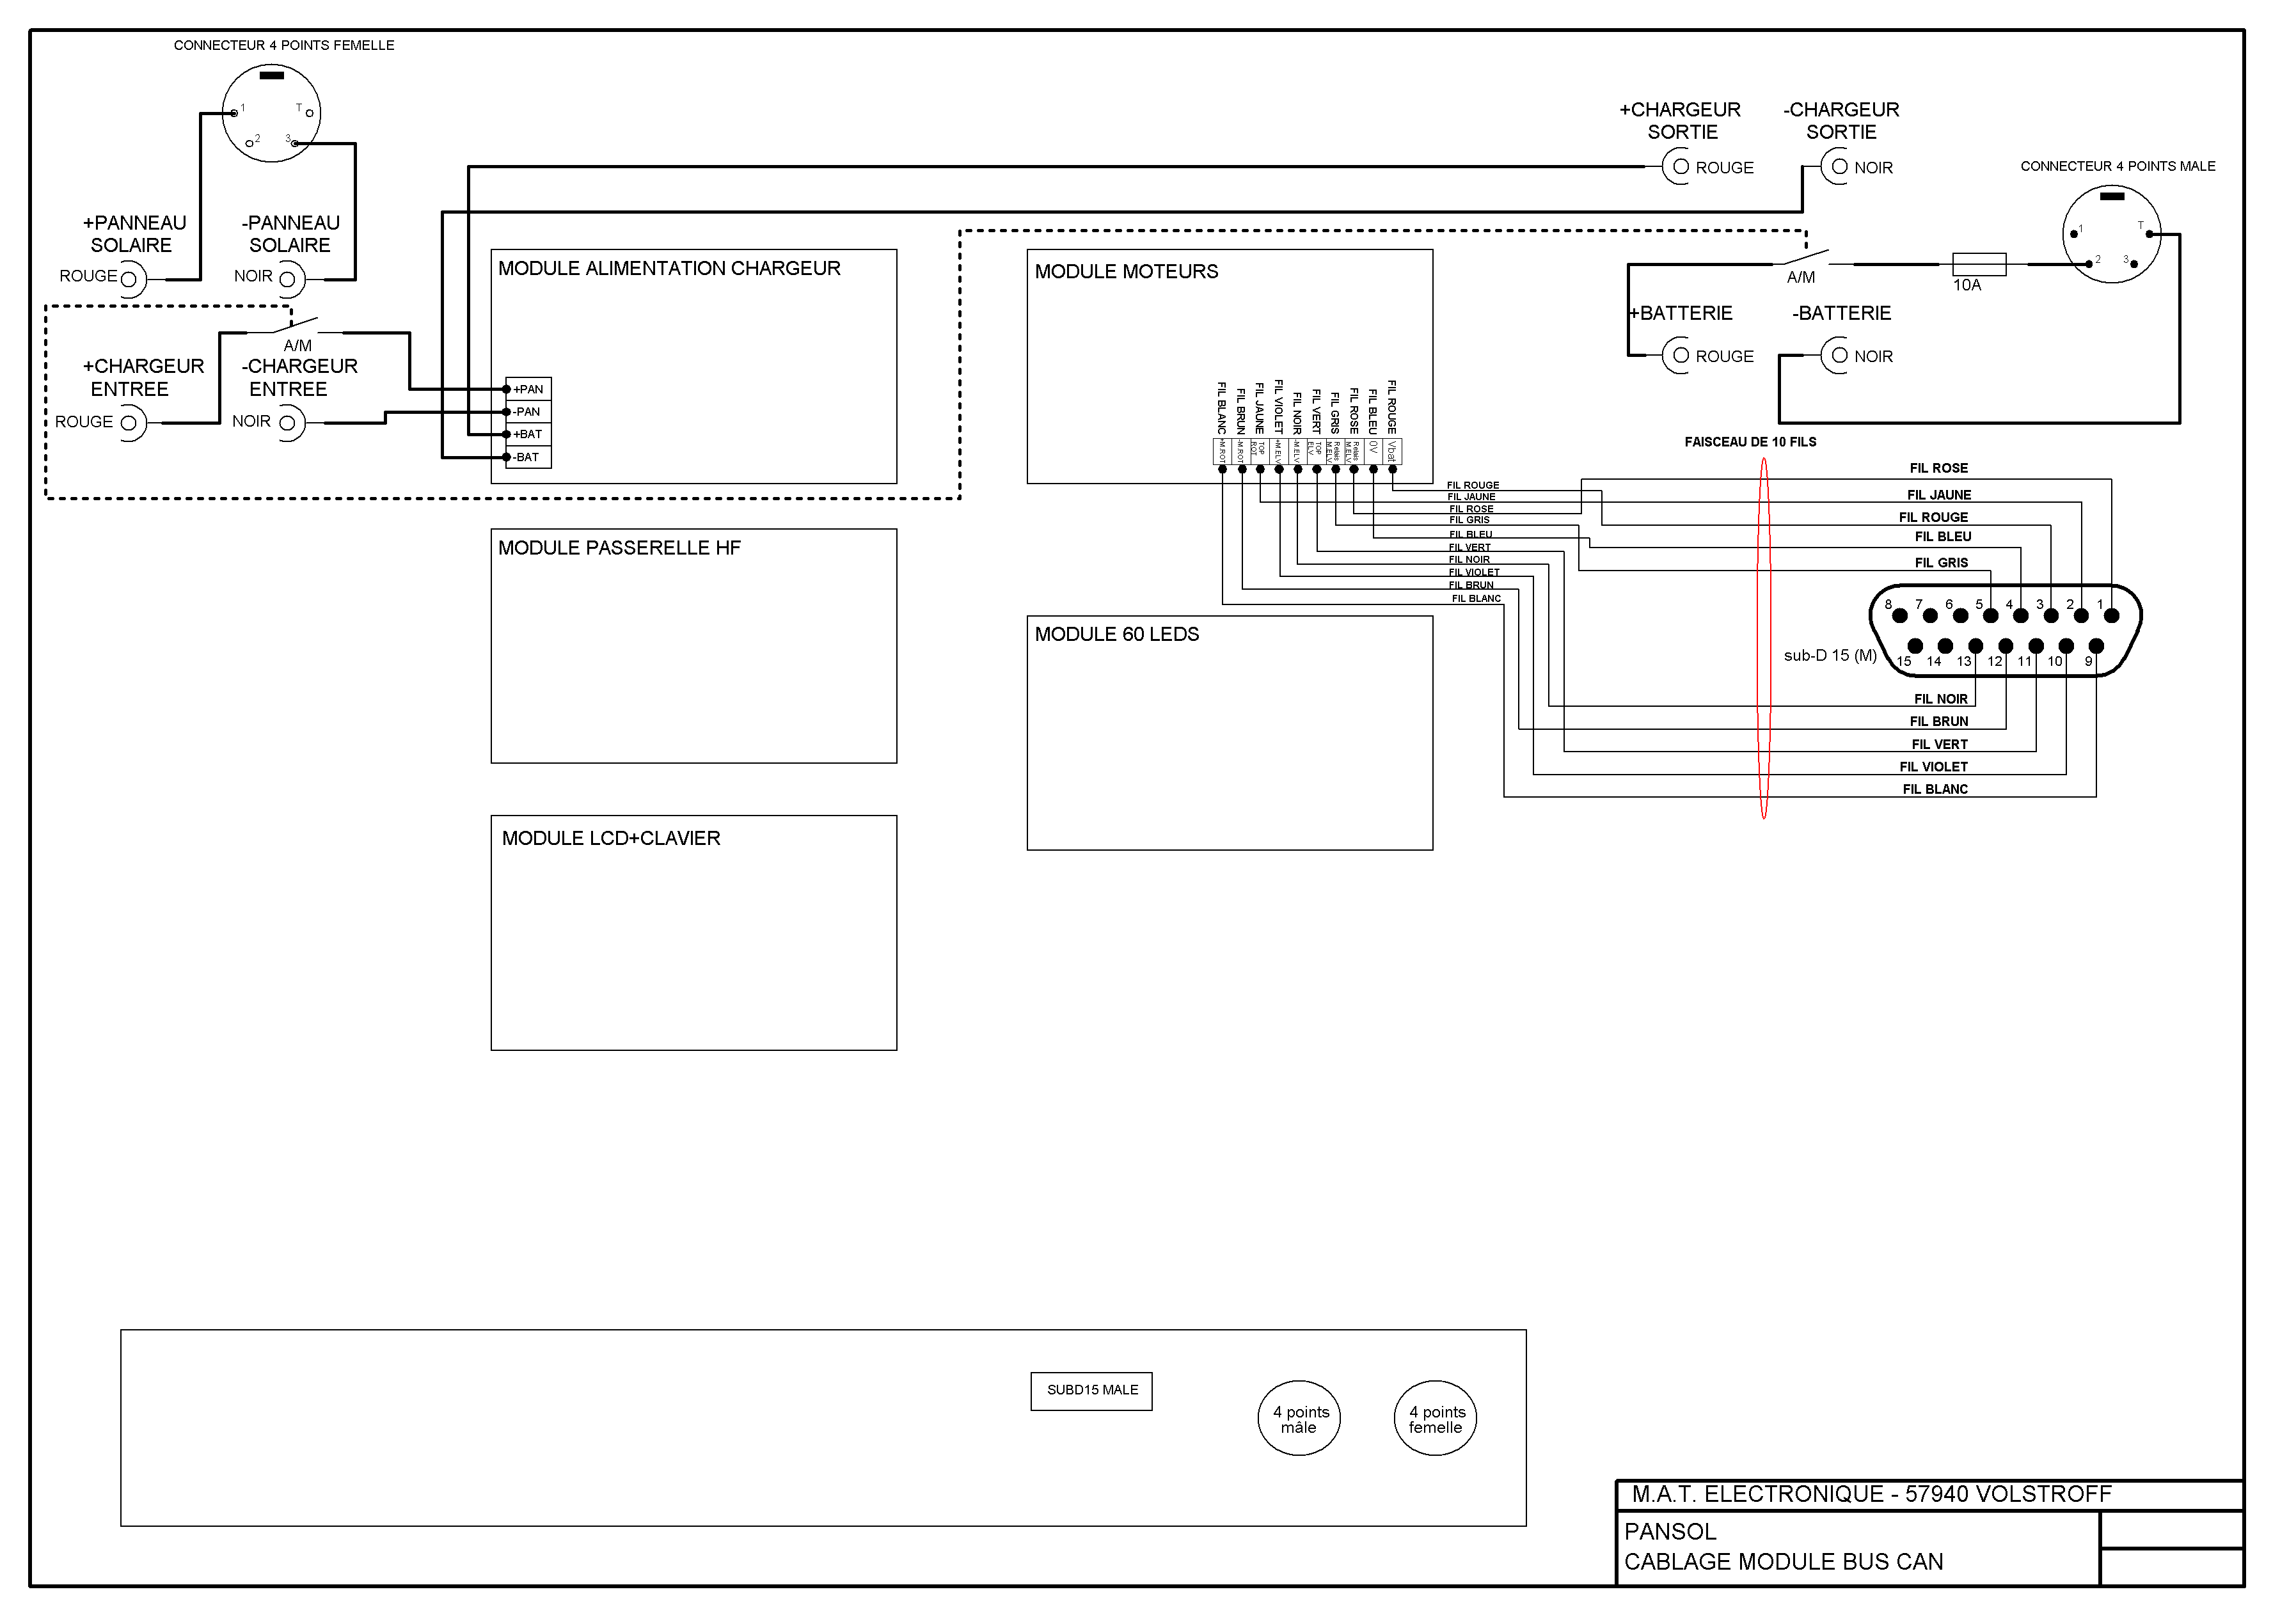 CONNECTEUR 4 POINTS FEMELLE
1
T
2
3
+PANNEAU
SOLAIRE
-PANNEAU
SOLAIRE
ROUGE
NOIR
A/M
+CHARGEUR
ENTREE
-CHARGEUR
ENTREE
ROUGE
NOIR
+CHARGEUR
SORTIE
-CHARGEUR
SORTIE
ROUGE
NOIR
CONNECTEUR 4 POINTS MALE
1
T
2
3
A/M
10A
+BATTERIE
-BATTERIE
ROUGE
NOIR
MODULE ALIMENTATION CHARGEUR
+PAN
-PAN
+BAT
-BAT
MODULE MOTEURS
FIL BLANC
FIL BRUN
FIL JAUNE
FIL VIOLET
FIL NOIR
FIL VERT
FIL GRIS
FIL ROSE
FIL BLEU
FIL ROUGE
+M.ROT
-M.ROT
TOP
ROT
+M.ELV
-M.ELV
TOP
ELV
Relais
M.ELV
Relais
M.ELV
0V
Vbat
FIL ROUGE
FIL JAUNE
FIL ROSE
FIL GRIS
FIL BLEU
FIL VERT
FIL NOIR
FIL VIOLET
FIL BRUN
FIL BLANC
FAISCEAU DE 10 FILS
FIL ROSE
FIL JAUNE
FIL ROUGE
FIL BLEU
FIL GRIS
8 7 6 5 4 3 2 1
sub-D 15 (M)
15 14 13 12 11 10 9
FIL NOIR
FIL BRUN
FIL VERT
FIL VIOLET
FIL BLANC
MODULE PASSERELLE HF
MODULE 60 LEDS
MODULE LCD+CLAVIER
SUBD15 MALE
4 points
mâle
4 points
femelle
M.A.T. ELECTRONIQUE - 57940 VOLSTROFF
PANSOL
CABLAGE MODULE BUS CAN